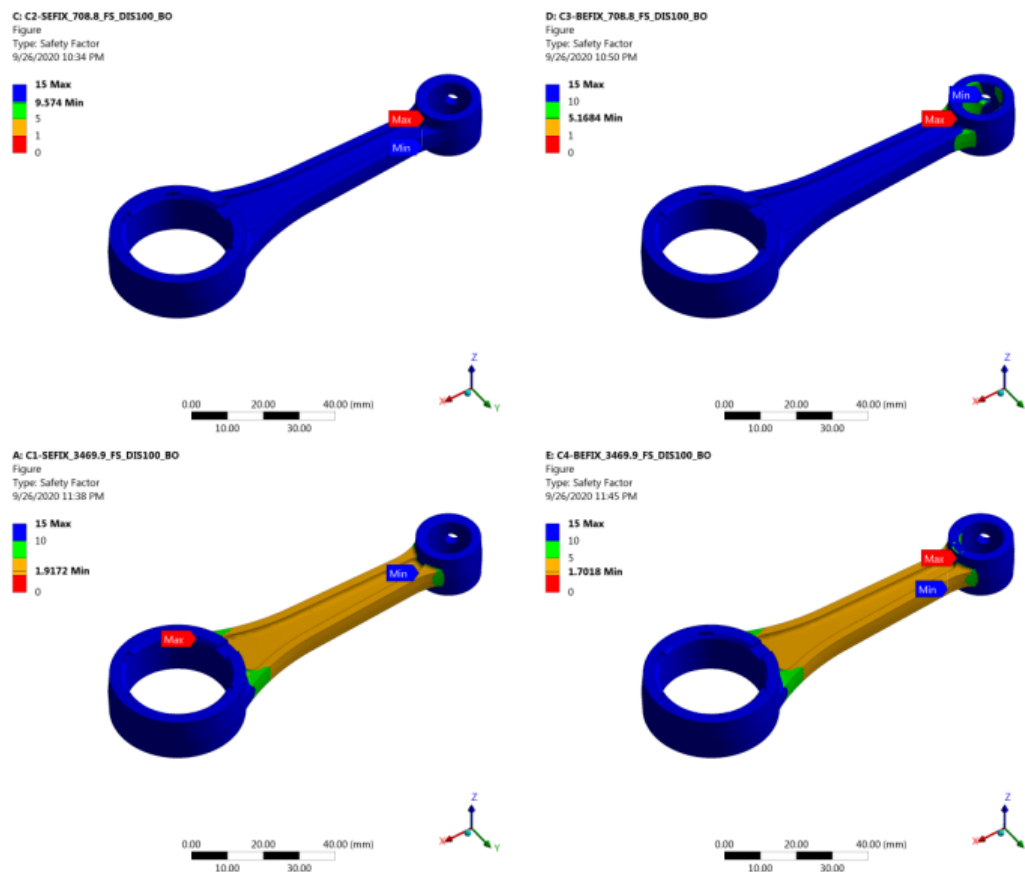 C: C2-SEFIX_708.8_FS_DIS100_BO
Figure
Type: Safety Factor
9/26/2020 10:34 PM
15 Max
9.574 Min
5
1
0
Max
Min
Z
X
Y
0.00 20.00 40.00 (mm)
10.00 30.00
D: C3-BEFIX_708.8_FS_DIS100_BO
Figure
Type: Safety Factor
9/26/2020 10:50 PM
15 Max
10
5.1684 Min
1
0
Min
Max
Z
X
0.00 20.00 40.00 (mm)
10.00 30.00
A: C1-SEFIX_3469.9_FS_DIS100_BO
Figure
Type: Safety Factor
9/26/2020 11:38 PM
15 Max
10
1.9172 Min
0
Min
Max
Z
X
Y
0.00 20.00 40.00 (mm)
10.00 30.00
E: C4-BEFIX_3469.9_FS_DIS100_BO
Figure
Type: Safety Factor
9/26/2020 11:45 PM
15 Max
10
5
1.7018 Min
0
Max
Min
Z
X
0.00 20.00 40.00 (mm)
10.00 30.00